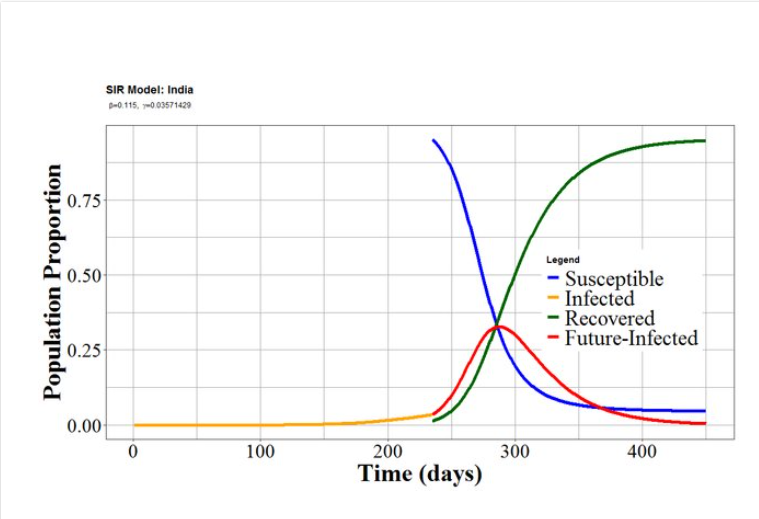 SIR Model: India
β=0.115, γ=0.03571429
Population Proportion
0.75
0.50
0.25
0.00
Legend
Susceptible
Infected
Recovered
Future-Infected
0 100 200 300 400
Time (days)